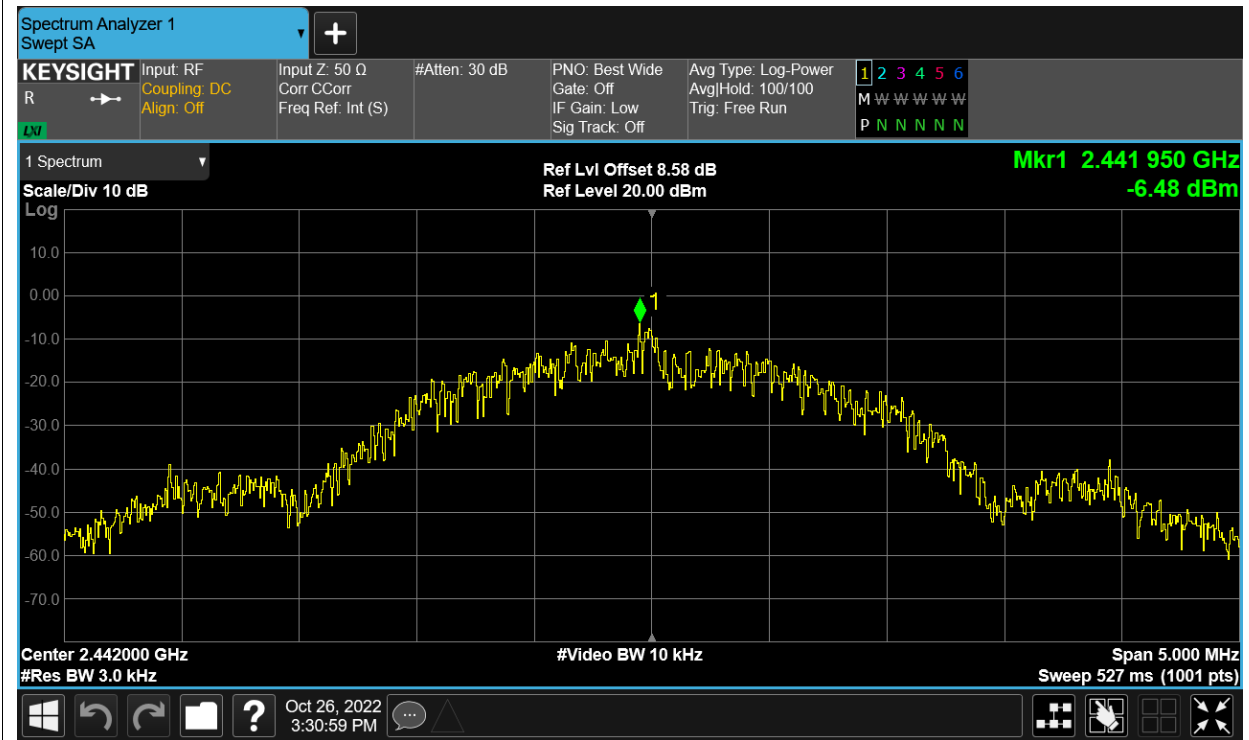 Spectrum Analyzer 1
Swept SA
+
KEYSIGHT
R
LXI
Input: RF
Coupling: DC
Align: Off
Input Z: 50 Ω
Corr CCorr
Freq Ref: Int (S)
#Atten: 30 dB
PNO: Best Wide
Gate: Off
IF Gain: Low
Sig Track: Off
Avg Type: Log-Power
Avg|Hold: 100/100
Trig: Free Run
1 2 3 4 5 6
M W W W W W
P N N N N N
1 Spectrum
Scale/Div 10 dB
Ref Lvl Offset 8.58 dB
Ref Level 20.00 dBm
Mkr1 2.441 950 GHz
-6.48 dBm
Log
10.0
0.00
1
-10.0
-20.0
-30.0
-40.0
-50.0
-60.0
-70.0
Center 2.442000 GHz
#Video BW 10 kHz
Span 5.000 MHz
#Res BW 3.0 kHz
Sweep 527 ms (1001 pts)
?
Oct 26, 2022
3:30:59 PM